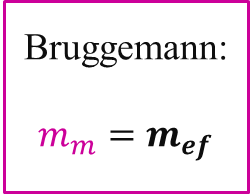 Bruggemann:
m_m = m_ef